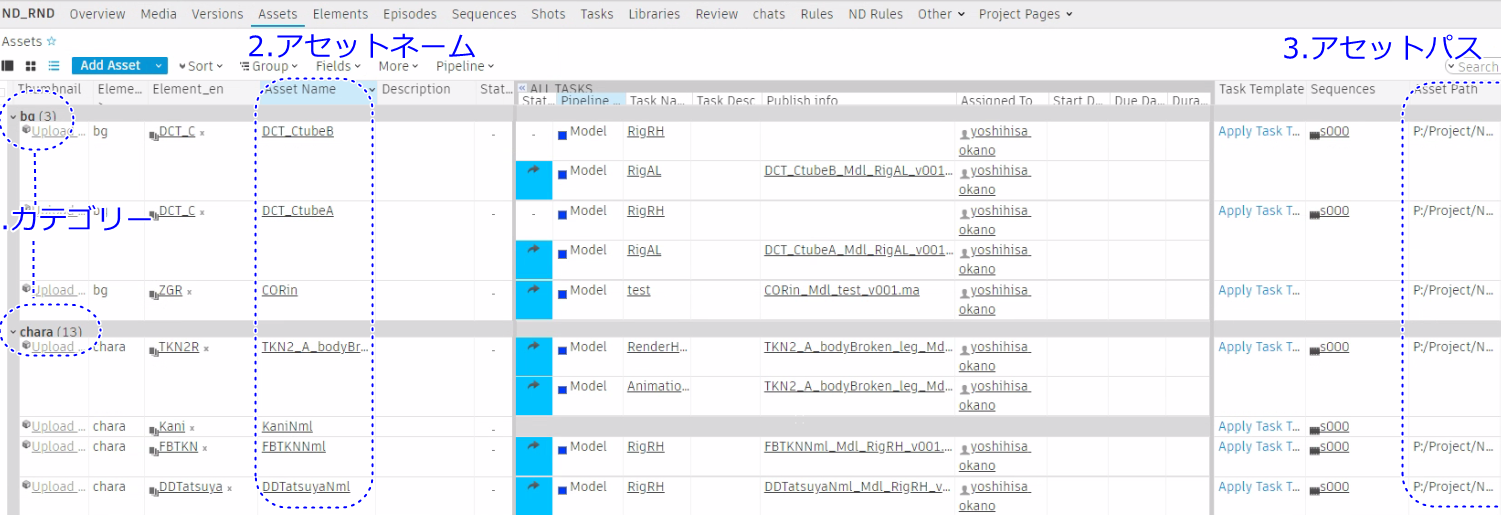 ND_RND Overview Media Versions Assets Elements Episodes Sequences Shots Tasks Libraries Review chats Rules ND Rules Other Project Pages
Assets
2.アセットネーム
3.アセットパス
Add Asset Sort Group Fields More Pipeline Search
Thumbnail Eleme... Element_en Asset Name Description Stat...
ALL TASKS
Stat... Pipeline ... Task Na... Task Desc Publish info Assigned To Start D... Due Da... Dura...
Task Template Sequences Asset Path
bg (3)
Upload ... bg DCT_C × DCT_CtubeB - - Model RigRH yoshihisa okano Apply Task T... s000 P:/Project/N...
Model RigAL DCT_CtubeB_Mdl_RigAL_v001... yoshihisa okano
bg DCT_C × DCT_CtubeA - - Model RigRH yoshihisa okano Apply Task T... s000 P:/Project/N...
.カテゴリー
Model RigAL DCT_CtubeA_Mdl_RigAL_v001... yoshihisa okano
Upload ... bg ZGR × CORin - Model test CORin_Mdl_test_v001.ma yoshihisa okano Apply Task T... s000 P:/Project/N...
chara (13)
Upload ... chara TKN2R × TKN2_A_bodyBr... - Model RenderH... TKN2_A_bodyBroken_leg_Md... yoshihisa okano Apply Task T... s000 P:/Project/N...
Model Animatio... TKN2_A_bodyBroken_leg_Md... yoshihisa okano
Upload ... chara Kani × KaniNml - Apply Task T... s000
Upload ... chara FBTKN × FBTKNNml - Model RigRH FBTKNNml_Mdl_RigRH_v001... yoshihisa okano Apply Task T... s000 P:/Project/N...
Upload ... chara DDTatsuya × DDTatsuyaNml - Model RigRH DDTatsuyaNml_Mdl_RigRH_v... yoshihisa okano Apply Task T... s000 P:/Project/N...